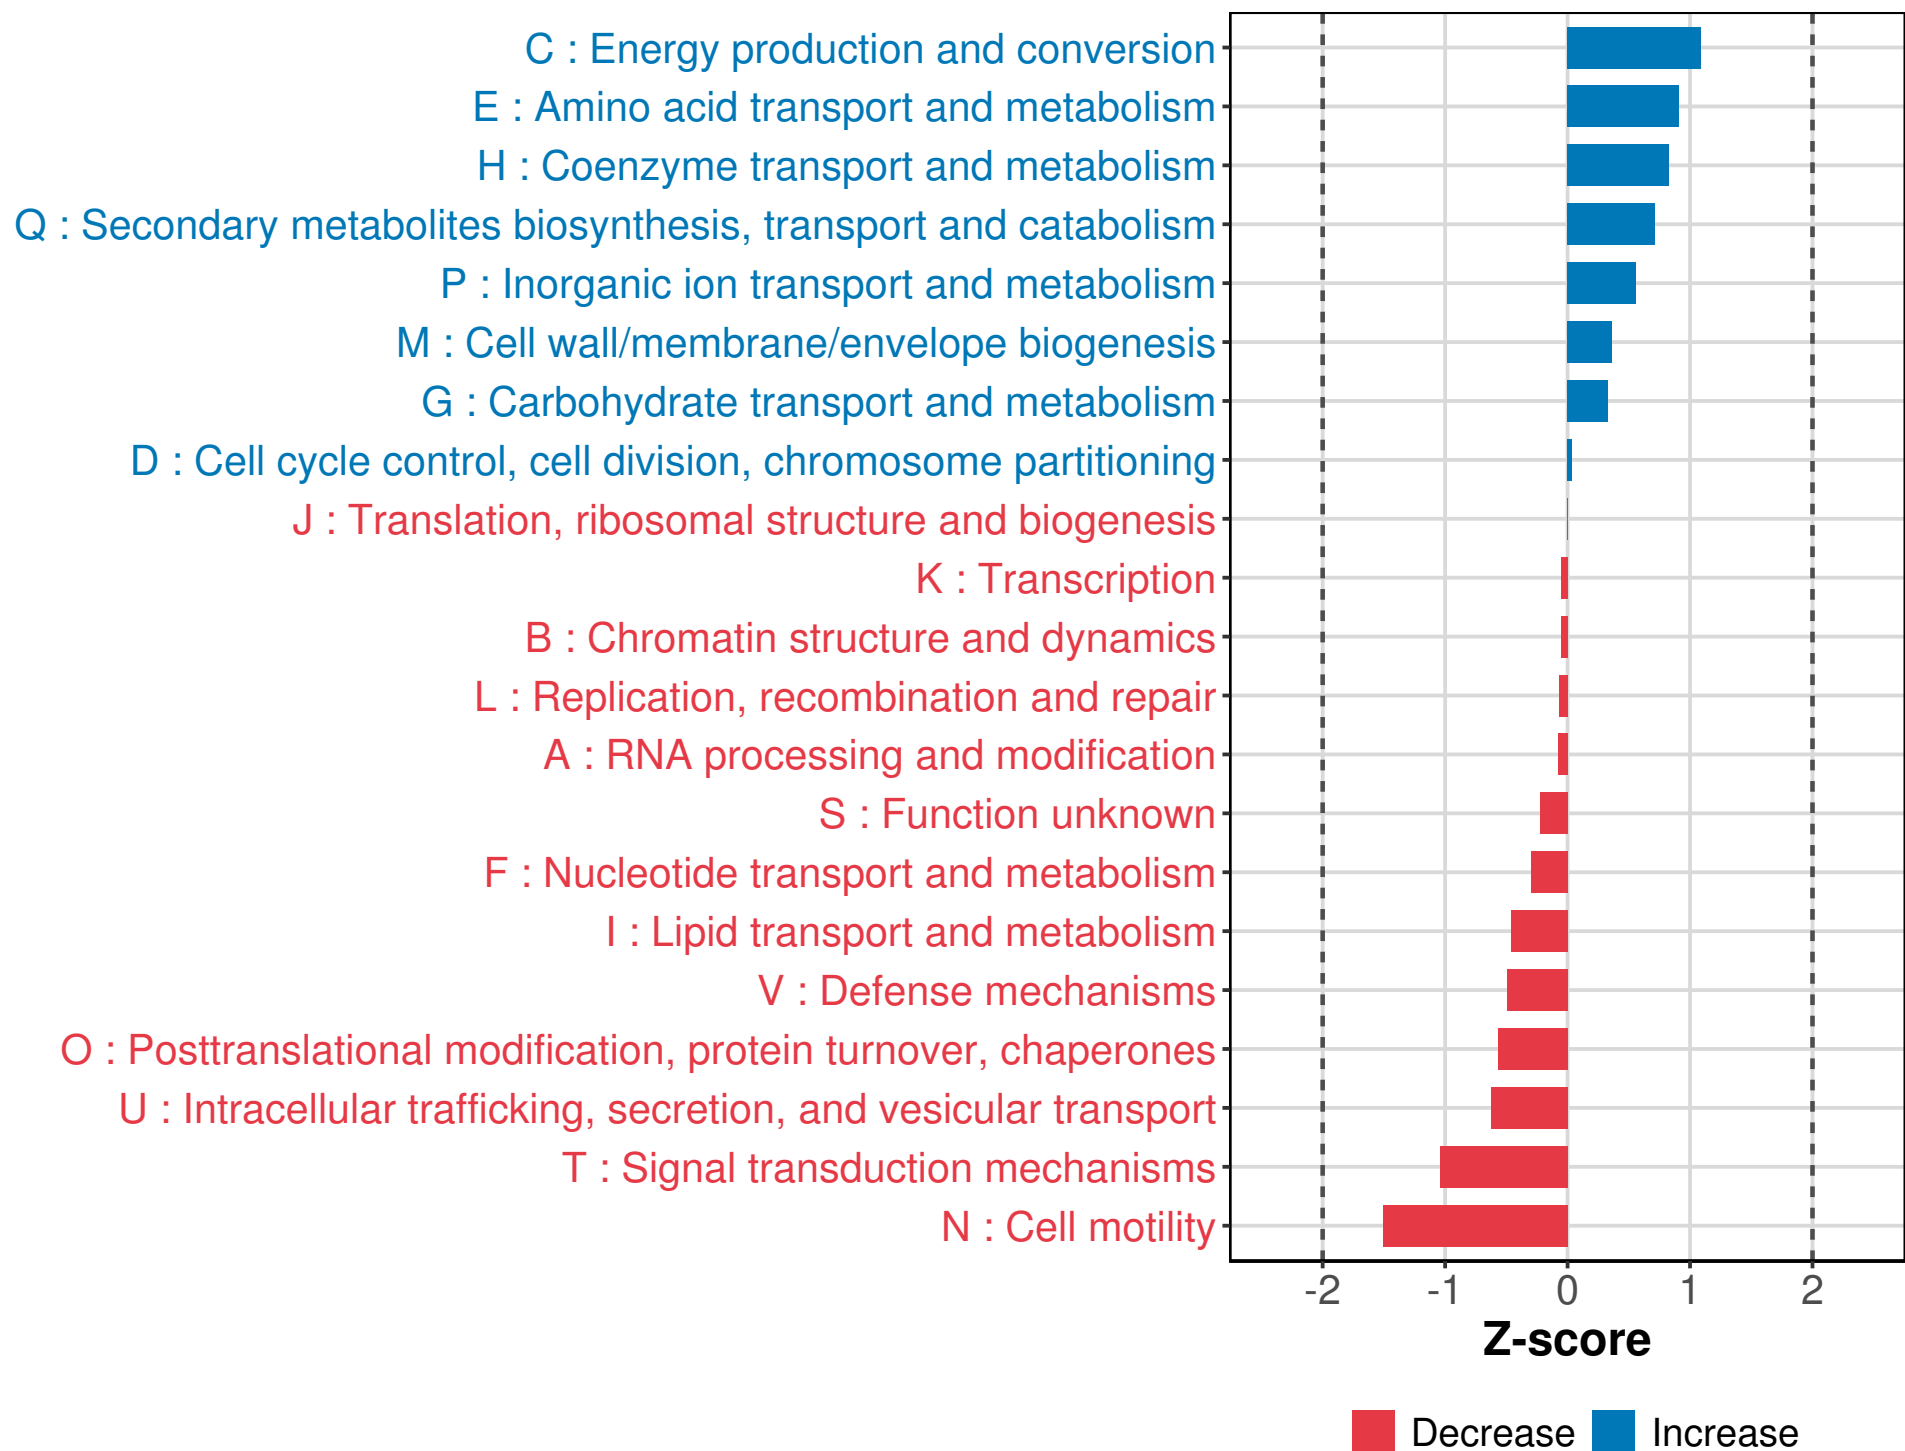 C : Energy production and conversion
E : Amino acid transport and metabolism
H : Coenzyme transport and metabolism
Q : Secondary metabolites biosynthesis, transport and catabolism
P : Inorganic ion transport and metabolism
M : Cell wall/membrane/envelope biogenesis
G : Carbohydrate transport and metabolism
D : Cell cycle control, cell division, chromosome partitioning
J : Translation, ribosomal structure and biogenesis
K : Transcription
B : Chromatin structure and dynamics
L : Replication, recombination and repair
A : RNA processing and modification
S : Function unknown
F : Nucleotide transport and metabolism
I : Lipid transport and metabolism
V : Defense mechanisms
O : Posttranslational modification, protein turnover, chaperones
U : Intracellular trafficking, secretion, and vesicular transport
T : Signal transduction mechanisms
N : Cell motility
-2 -1 0 1 2
Z-score
Decrease Increase